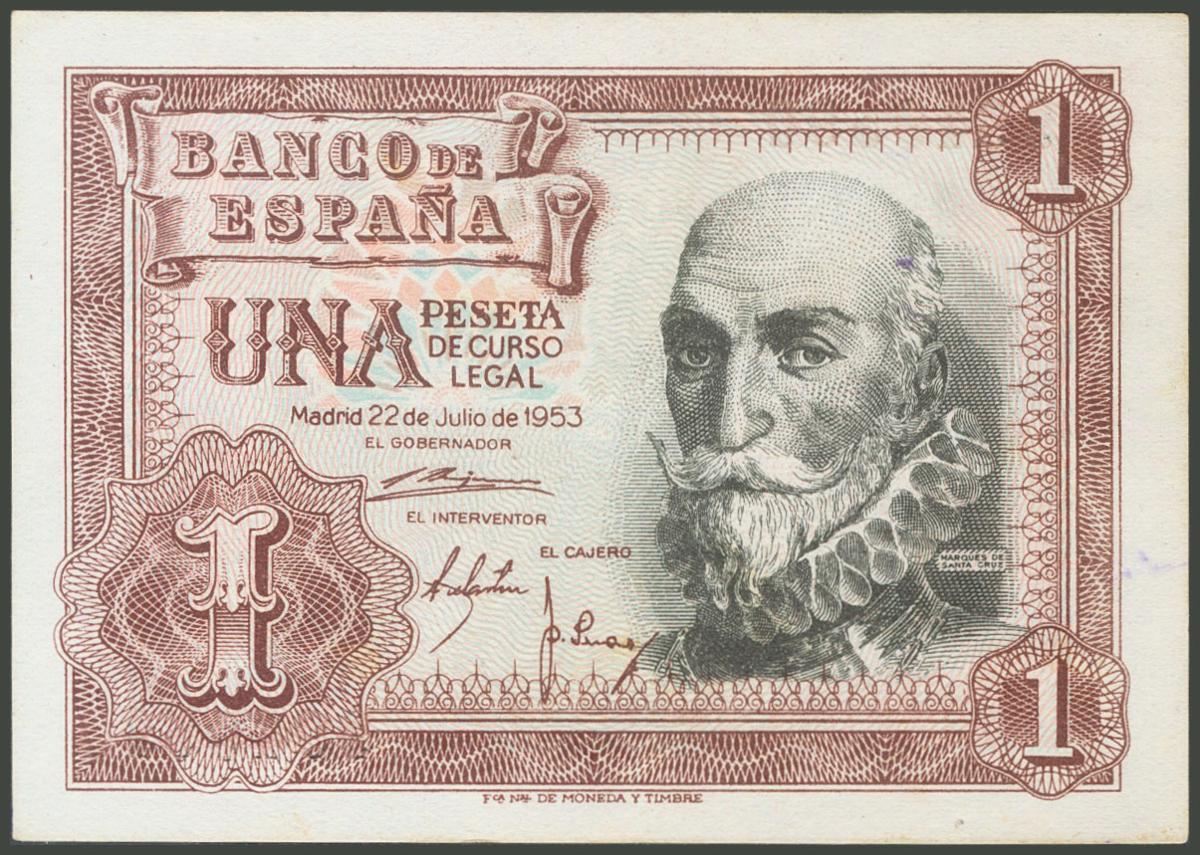 BANCO DE
ESPAÑA
1
UNA PESETA
DE CURSO
LEGAL
Madrid 22 de Julio de 1953
EL GOBERNADOR
EL INTERVENTOR
EL CAJERO
MARQUES DE
SANTA CRUZ
1
1
FCA NAL DE MONEDA Y TIMBRE